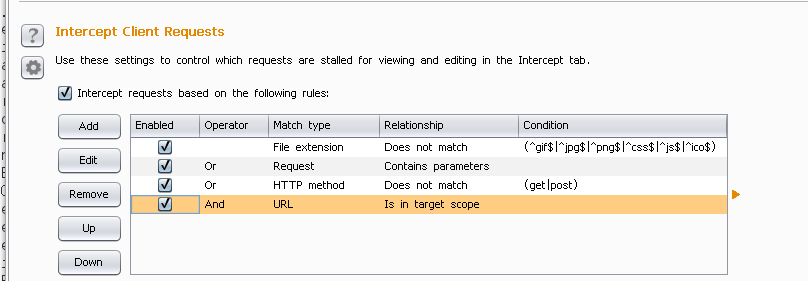 Intercept Client Requests
?
Use these settings to control which requests are stalled for viewing and editing in the Intercept tab.
Intercept requests based on the following rules:
Add
Edit
Remove
Up
Down
Enabled Operator Match type Relationship Condition
File extension Does not match (^gif$|^jpg$|^png$|^css$|^js$|^ico$)
Or Request Contains parameters
Or HTTP method Does not match (get|post)
And URL Is in target scope